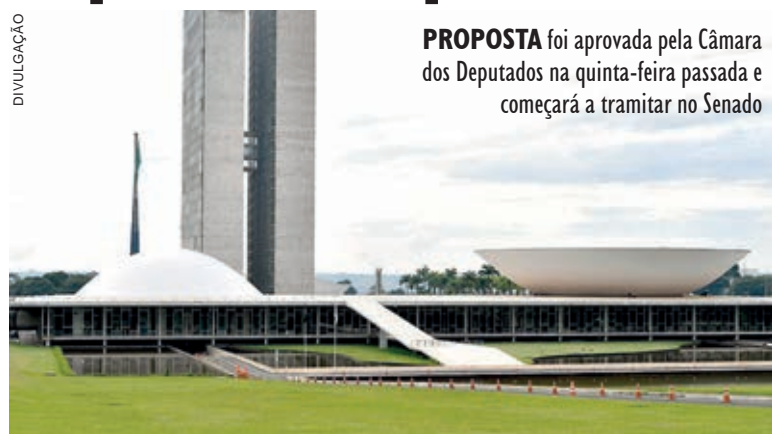 DIVULGAÇÃO
PROPOSTA foi aprovada pela Câmara
dos Deputados na quinta-feira passada e
começará a tramitar no Senado